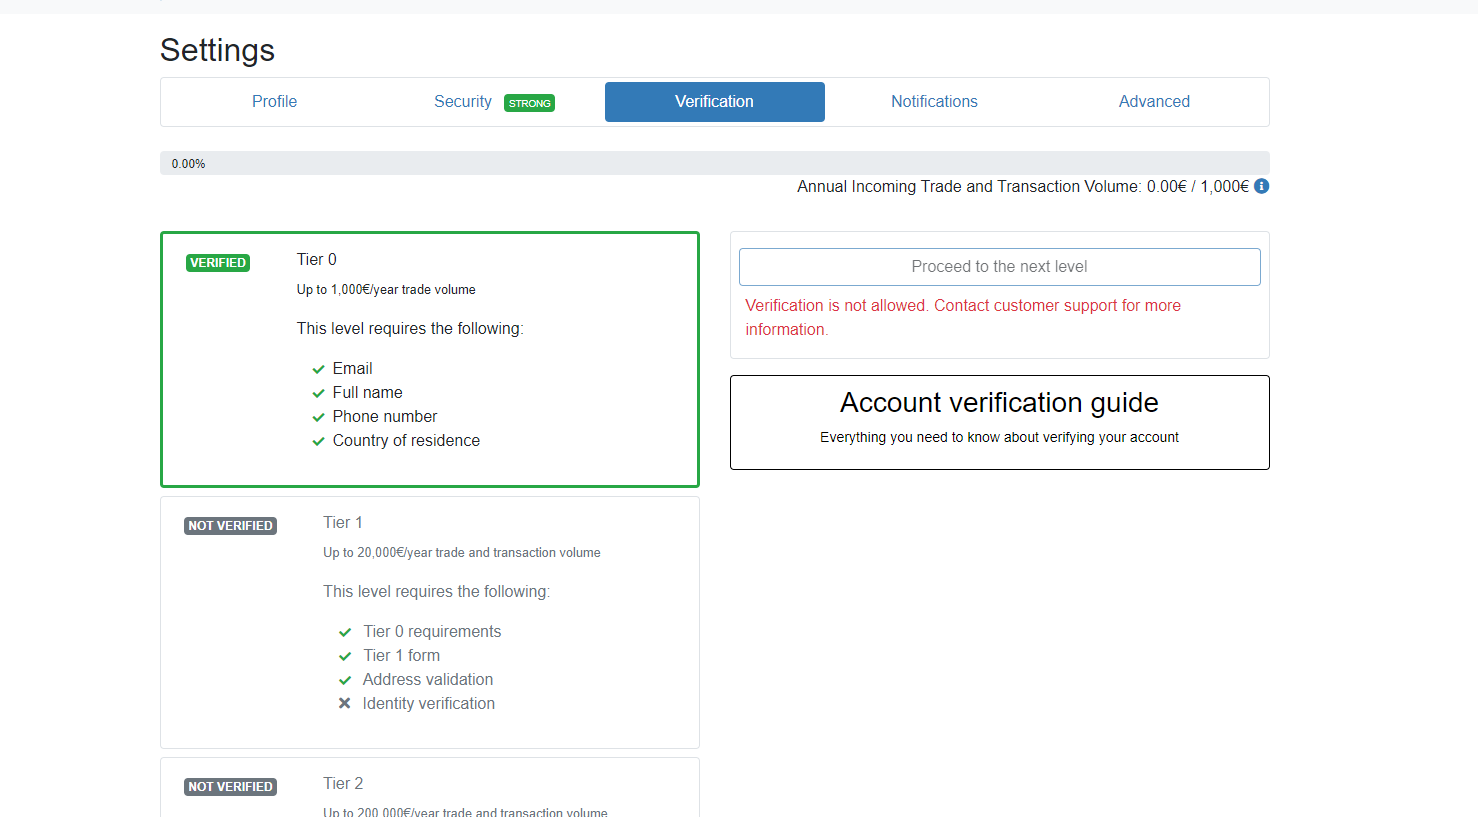 Settings
Profile
Security STRONG
Verification
Notifications
Advanced
0.00%
Annual Incoming Trade and Transaction Volume: 0.00€ / 1,000€
VERIFIED
Tier 0
Up to 1,000€/year trade volume
This level requires the following:
Email
Full name
Phone number
Country of residence
Proceed to the next level
Verification is not allowed. Contact customer support for more
information.
Account verification guide
Everything you need to know about verifying your account
NOT VERIFIED
Tier 1
Up to 20,000€/year trade and transaction volume
This level requires the following:
Tier 0 requirements
Tier 1 form
Address validation
Identity verification
NOT VERIFIED
Tier 2
Up to 200,000€/year trade and transaction volume